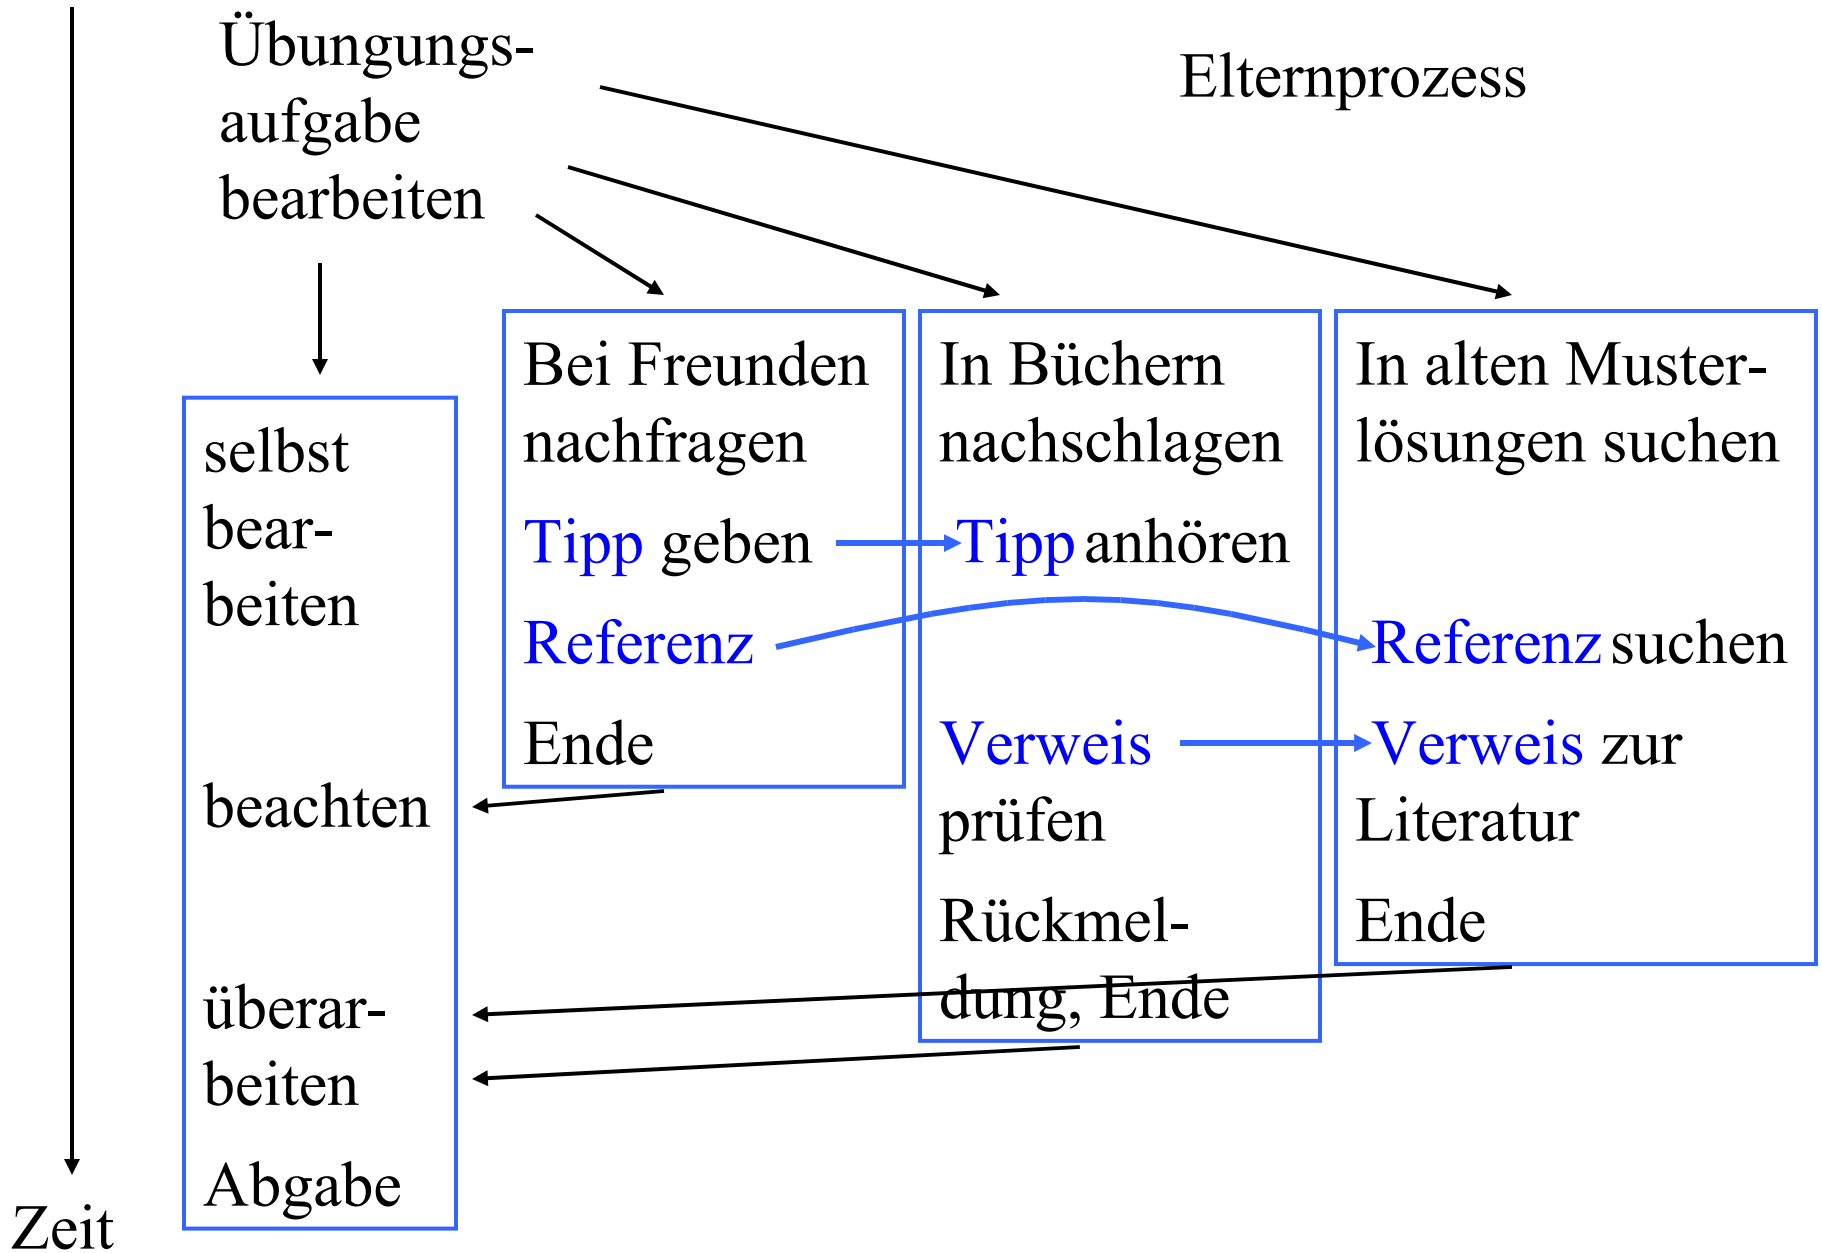 Übungungs-
aufgabe
bearbeiten
Elternprozess
selbst
bear-
beiten
beachten
überar-
beiten
Abgabe
Bei Freunden
nachfragen
Tipp geben
Referenz
Ende
In Büchern
nachschlagen
Tipp anhören
Verweis
prüfen
Rückmel-
dung, Ende
In alten Muster-
lösungen suchen
Referenz suchen
Verweis zur
Literatur
Ende
Zeit